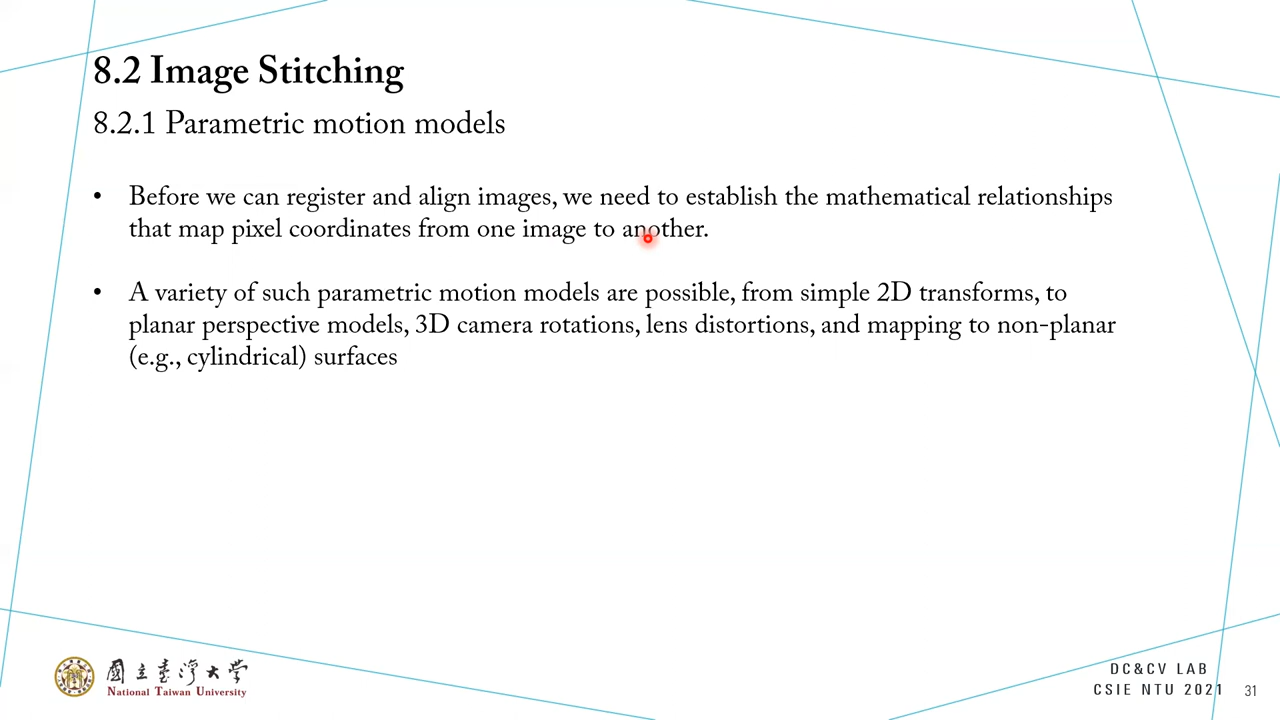 8.2 Image Stitching
8.2.1 Parametric motion models
• Before we can register and align images, we need to establish the mathematical relationships
that map pixel coordinates from one image to another.
• A variety of such parametric motion models are possible, from simple 2D transforms, to
planar perspective models, 3D camera rotations, lens distortions, and mapping to non-planar
(e.g., cylindrical) surfaces
國立臺灣大學
National Taiwan University
DC&CV LAB
CSIE NTU 2021
31